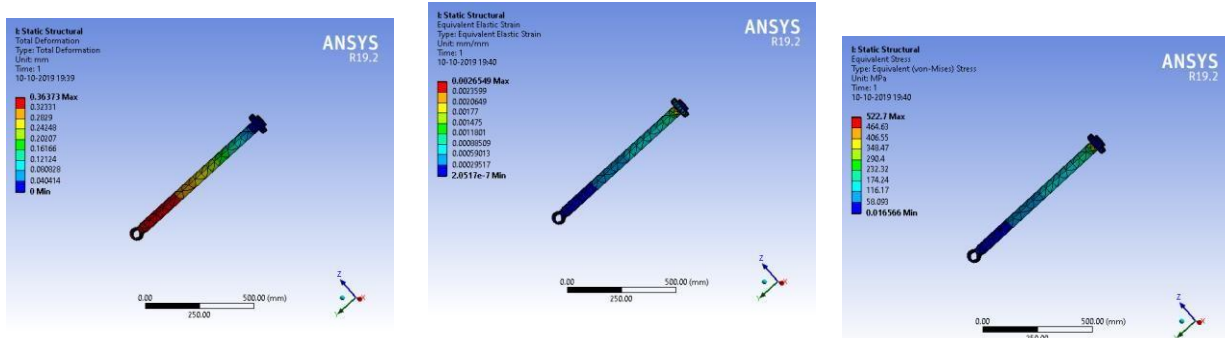 I: Static Structural
Total Deformation
Type: Total Deformation
Unit: mm
Time: 1
10-10-2019 19:39
ANSYS
R19.2
0.36373 Max
0.32331
0.2829
0.24248
0.20207
0.16166
0.12124
0.080828
0.040414
0 Min
Z
X
Y
0.00
500.00 (mm)
250.00
I: Static Structural
Equivalent Elastic Strain
Type: Equivalent Elastic Strain
Unit: mm/mm
Time: 1
10-10-2019 19:40
ANSYS
R19.2
0.0026549 Max
0.0023599
0.0020649
0.00177
0.001475
0.0011801
0.00088509
0.00059013
0.00029517
2.0517e-7 Min
Z
X
Y
0.00
500.00 (mm)
250.00
I: Static Structural
Equivalent Stress
Type: Equivalent (von-Mises) Stress
Unit: MPa
Time: 1
10-10-2019 19:40
ANSYS
R19.2
522.7 Max
464.63
406.55
348.47
290.4
232.32
174.24
116.17
58.093
0.016566 Min
Z
X
Y
0.00
500.00 (mm)
250.00